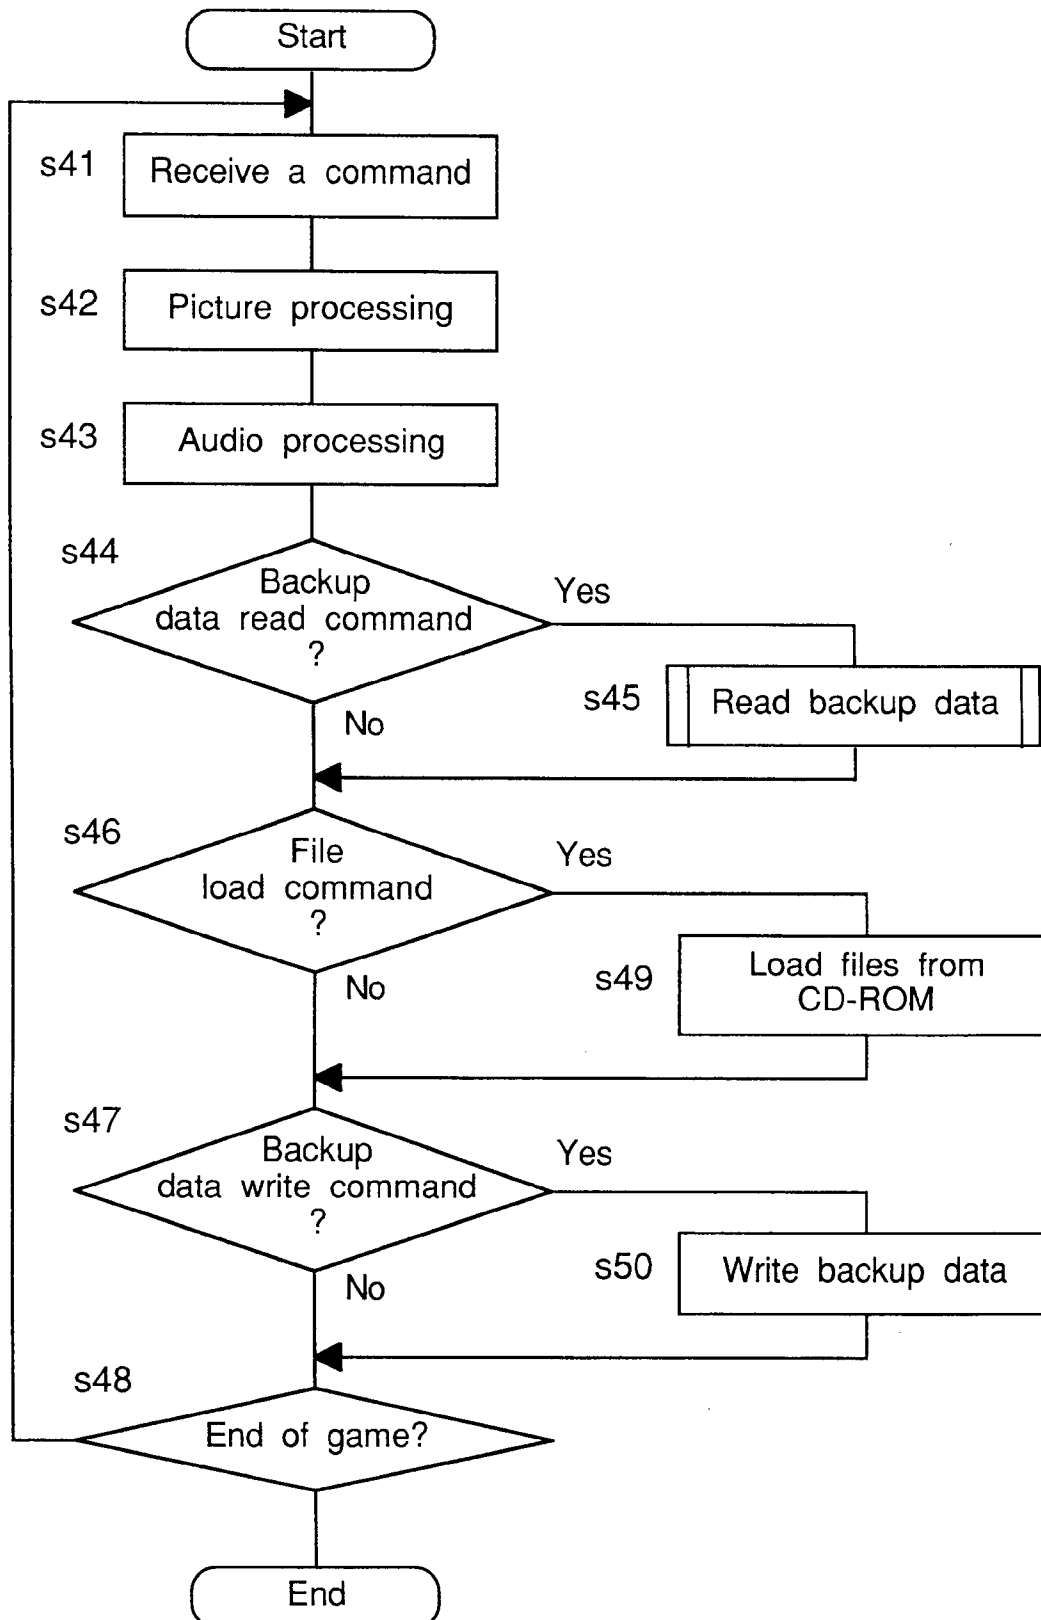 Start
s41
Receive a command
s42
Picture processing
s43
Audio processing
s44
Backup
data read command
?
Yes
s45
Read backup data
No
s46
File
load command
?
Yes
s49
Load files from
CD-ROM
No
s47
Backup
data write command
?
Yes
s50
Write backup data
No
s48
End of game?
End